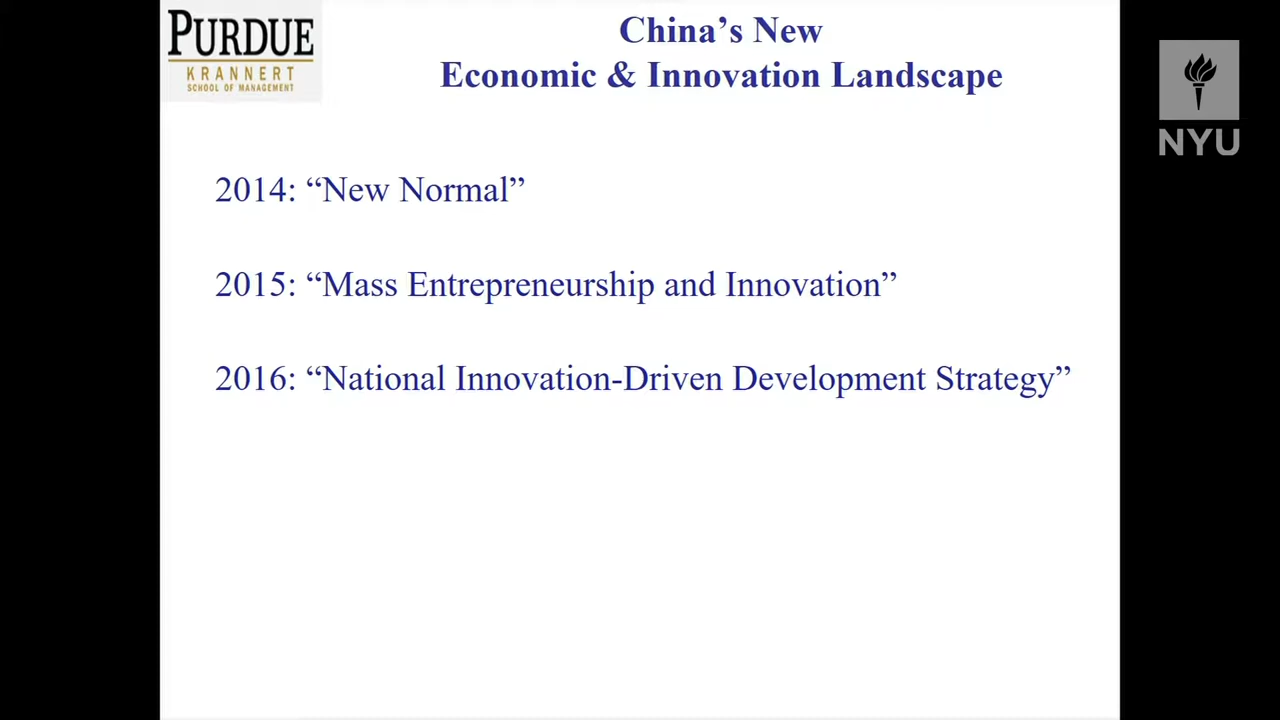 PURDUE
KRANNERT
SCHOOL OF MANAGEMENT
China’s New
Economic & Innovation Landscape
NYU
2014: “New Normal”
2015: “Mass Entrepreneurship and Innovation”
2016: “National Innovation-Driven Development Strategy”